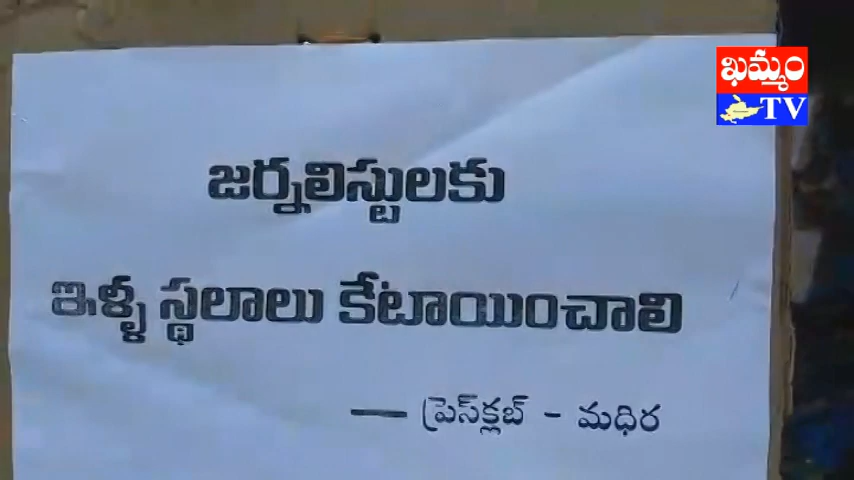 ఖమ్మం
TV
జర్నలిస్టులకు
ఇళ్ళ స్థలాలు కేటాయించాలి
— ప్రెస్‌క్లబ్ - మధిర